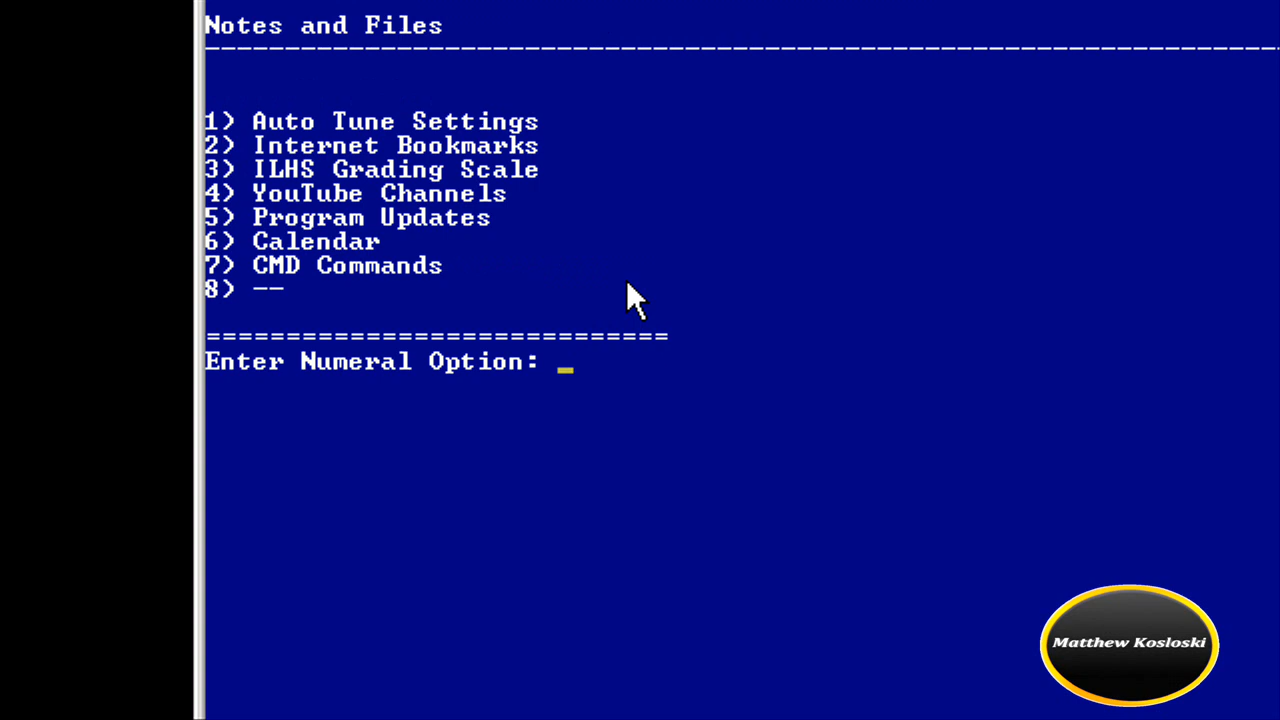 Notes and Files
--------------------------------------------------------------------
1) Auto Tune Settings
2) Internet Bookmarks
3) ILHS Grading Scale
4) YouTube Channels
5) Program Updates
6) Calendar
7) CMD Commands
8) --
=============================
Enter Numeral Option: _
Matthew Kosloski